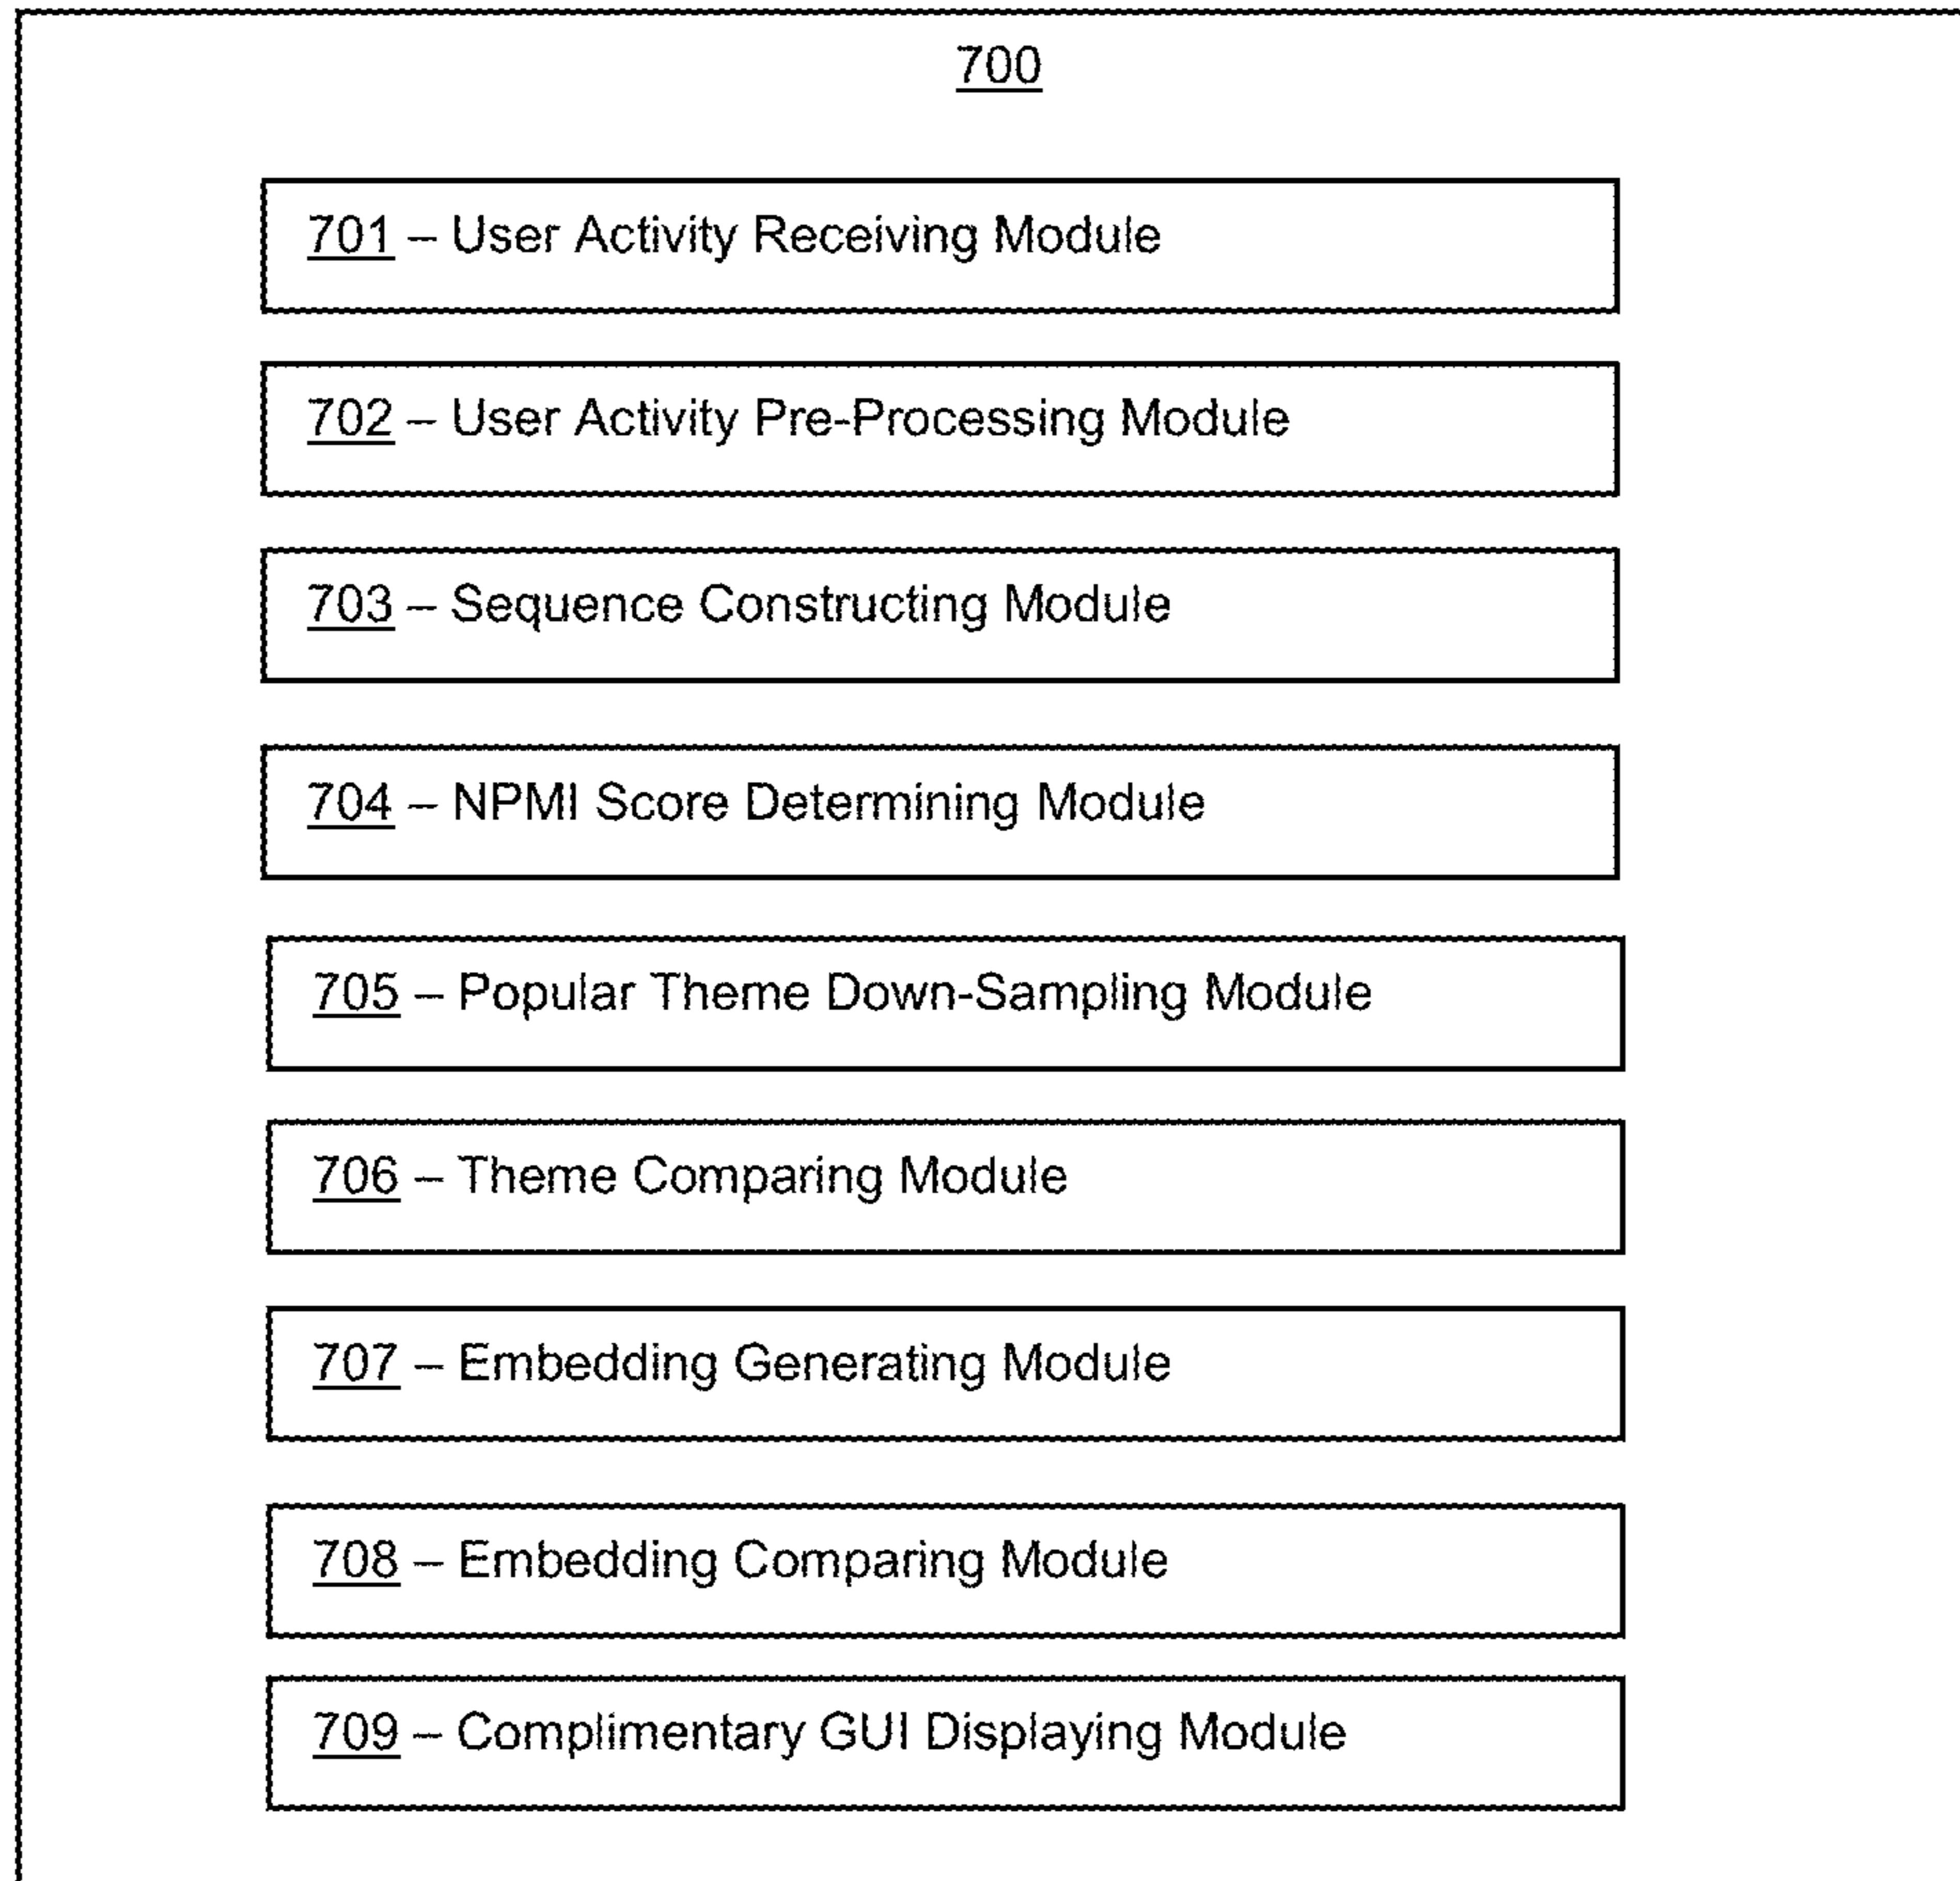 700
701 – User Activity Receiving Module
702 – User Activity Pre-Processing Module
703 – Sequence Constructing Module
704 – NPMI Score Determining Module
705 – Popular Theme Down-Sampling Module
706 – Theme Comparing Module
707 – Embedding Generating Module
708 – Embedding Comparing Module
709 – Complimentary GUI Displaying Module